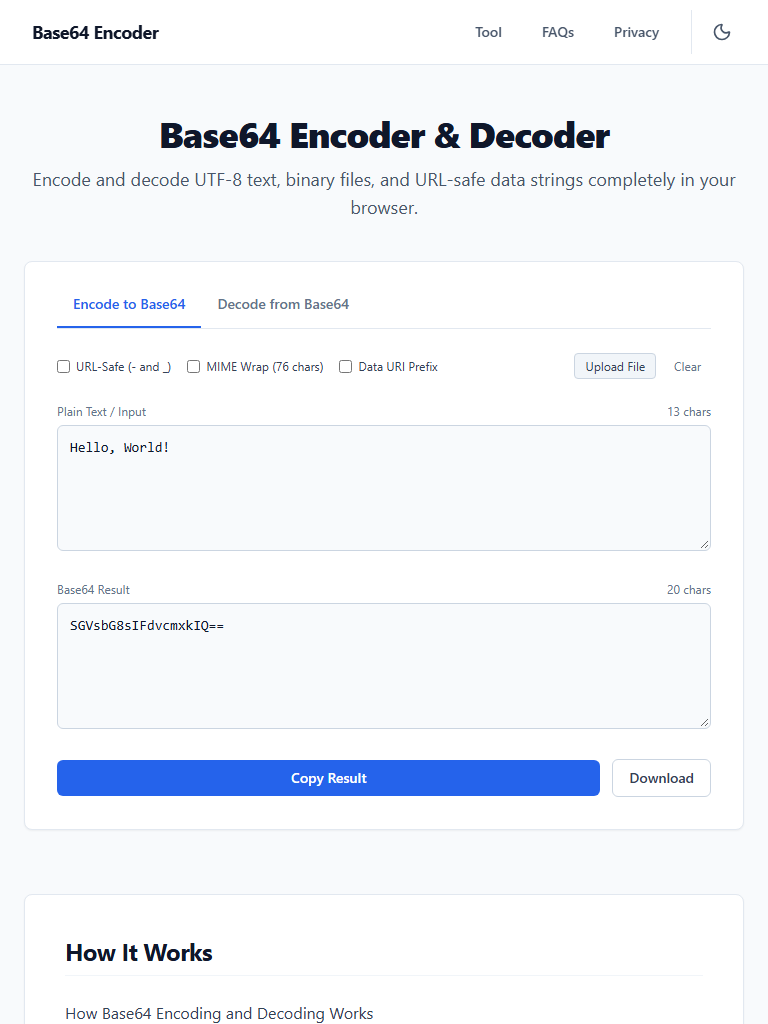 Base64 Encoder
Tool
FAQs
Privacy
Base64 Encoder & Decoder
Encode and decode UTF-8 text, binary files, and URL-safe data strings completely in your
browser.
Encode to Base64
Decode from Base64
URL-Safe (- and _)
MIME Wrap (76 chars)
Data URI Prefix
Upload File
Clear
Plain Text / Input
13 chars
Hello, World!
Base64 Result
20 chars
SGVsbG8sIFdvcmxkIQ==
Copy Result
Download
How It Works
How Base64 Encoding and Decoding Works